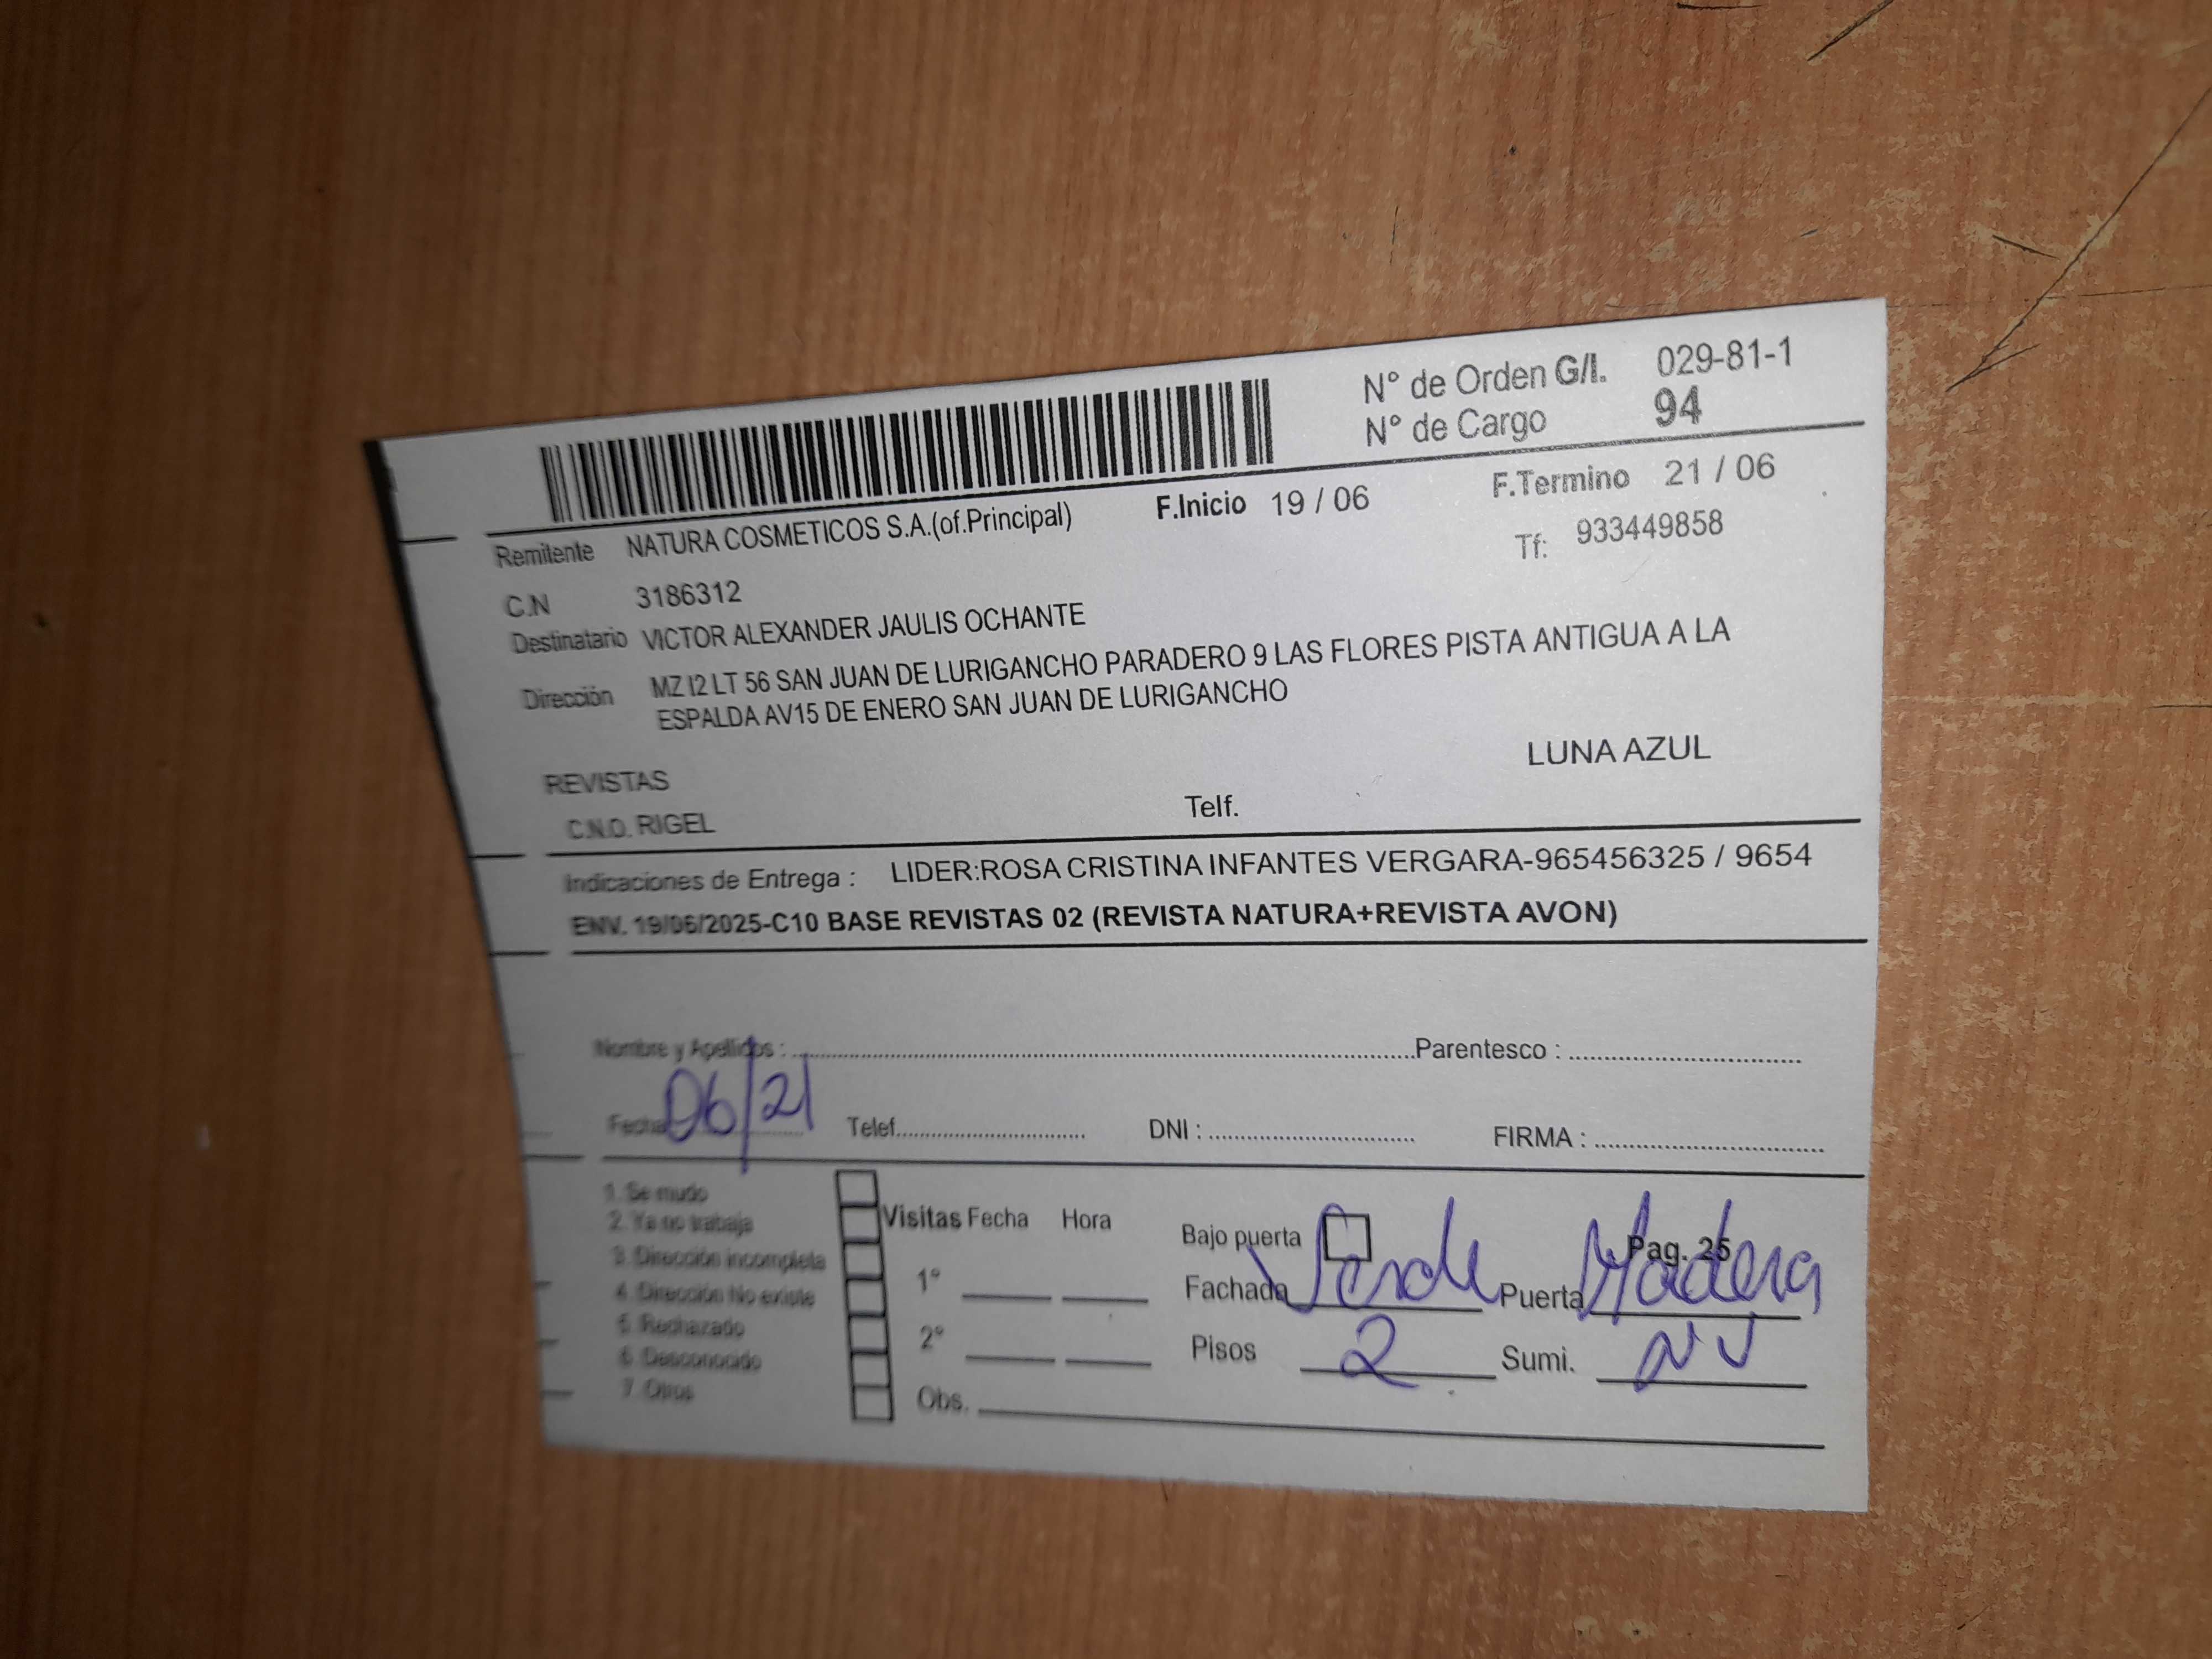 N° de Orden G/I. 029-81-1
N° de Cargo 94
F.Inicio 19 / 06 F.Termino 21 / 06
Remitente NATURA COSMETICOS S.A.(of.Principal) Tf: 933449858
C.N 3186312
Destinatario VICTOR ALEXANDER JAULIS OCHANTE
Dirección MZ I2 LT 56 SAN JUAN DE LURIGANCHO PARADERO 9 LAS FLORES PISTA ANTIGUA A LA
ESPALDA AV15 DE ENERO SAN JUAN DE LURIGANCHO
LUNA AZUL
REVISTAS
C.N.O. RIGEL Telf.
Indicaciones de Entrega : LIDER:ROSA CRISTINA INFANTES VERGARA-965456325 / 9654
ENV. 19/06/2025-C10 BASE REVISTAS 02 (REVISTA NATURA+REVISTA AVON)
Nombre y Apellidos : Parentesco :
Fecha 06/21 Telef. DNI : FIRMA :
1. Se mudo
2. Ya no trabaja
3. Dirección incompleta
4. Dirección No existe
5. Rechazado
6. Desconocido
7. Otros
Visitas Fecha Hora
1°
2°
Obs.
Bajo puerta Pag. 25
Fachada Verde Puerta Madera
Pisos 2 Sumi. NV